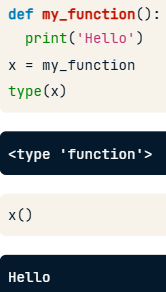 def my_function():
  print('Hello')
x = my_function
type(x)
<type 'function'>
x()
Hello